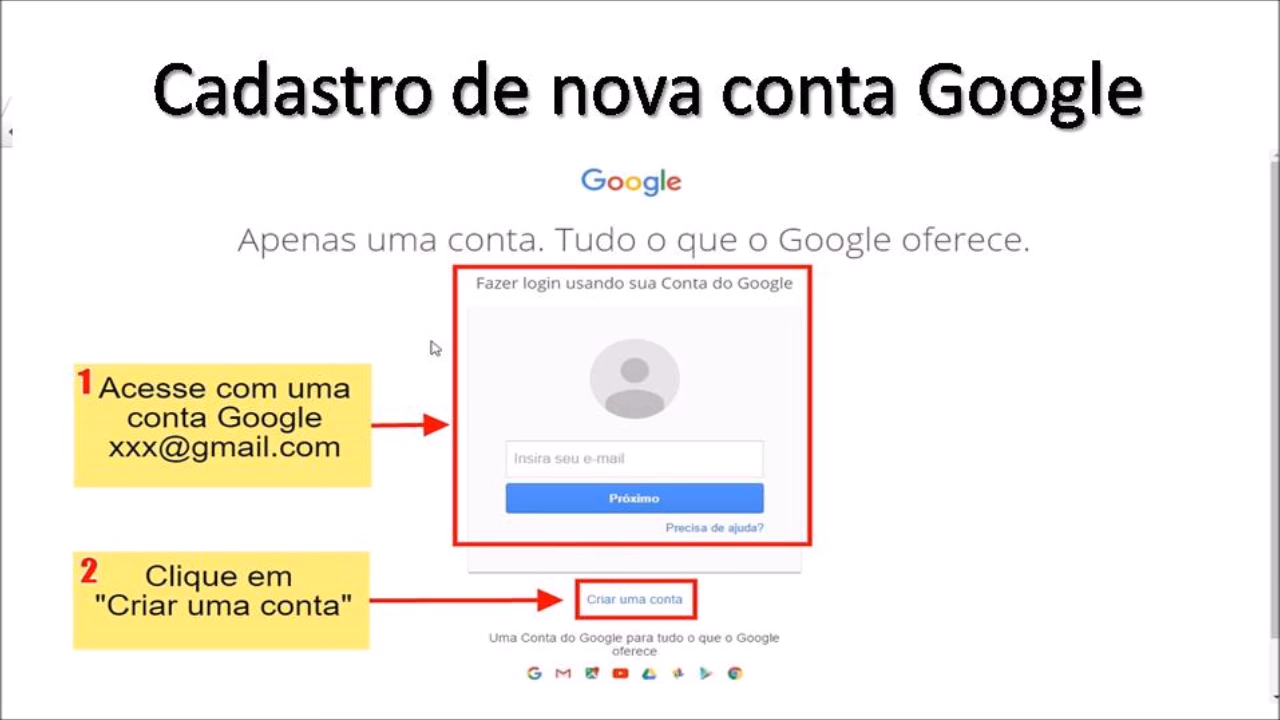 Cadastro de nova conta Google
Google
Apenas uma conta. Tudo o que o Google oferece.
Fazer login usando sua Conta do Google
1 Acesse com uma
conta Google
xxx@gmail.com
Insira seu e-mail
Próximo
Precisa de ajuda?
2 Clique em
"Criar uma conta"
Criar uma conta
Uma Conta do Google para tudo o que o Google
oferece